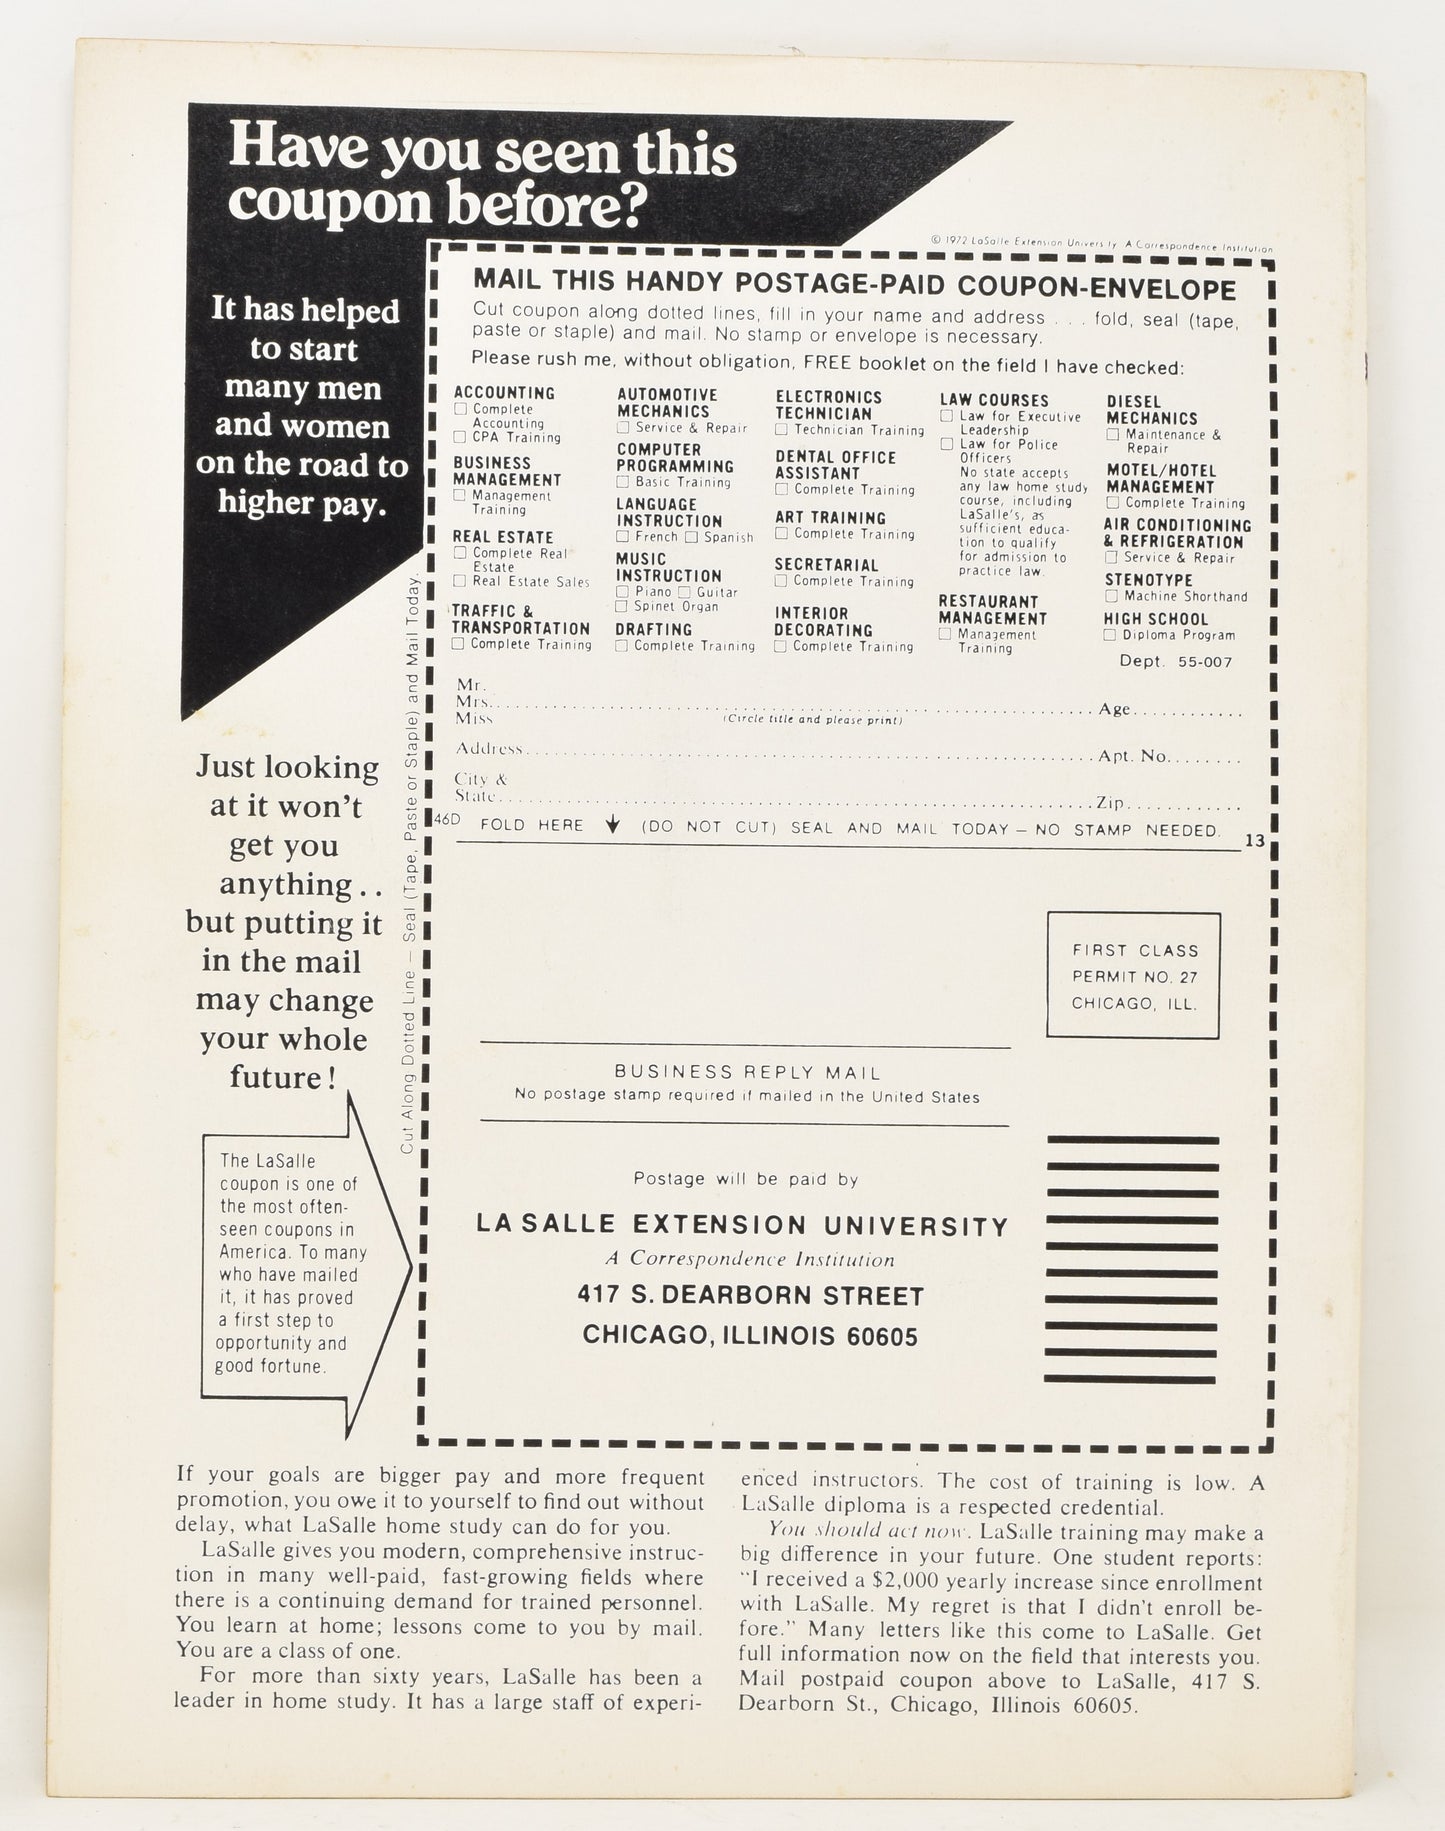 Have you seen this
coupon before?
It has helped
to start
many men
and women
on the road to
higher pay.
Just looking
at it won't
get you
anything . .
but putting it
in the mail
may change
your whole
future!
The LaSalle
coupon is one of
the most often-
seen coupons in
America. To many
who have mailed
it, it has proved
a first step to
opportunity and
good fortune.
Cut Along Dotted Line — Seal (Tape, Paste or Staple) and Mail Today.
© 1972 LaSalle Extension University A Correspondence Institution
MAIL THIS HANDY POSTAGE-PAID COUPON-ENVELOPE
Cut coupon along dotted lines, fill in your name and address . . . fold, seal (tape,
paste or staple) and mail. No stamp or envelope is necessary.
Please rush me, without obligation, FREE booklet on the field I have checked:
ACCOUNTING
☐ Complete
Accounting
☐ CPA Training
BUSINESS
MANAGEMENT
☐ Management
Training
REAL ESTATE
☐ Complete Real
Estate
☐ Real Estate Sales
TRAFFIC &
TRANSPORTATION
☐ Complete Training
AUTOMOTIVE
MECHANICS
☐ Service & Repair
COMPUTER
PROGRAMMING
☐ Basic Training
LANGUAGE
INSTRUCTION
☐ French ☐ Spanish
MUSIC
INSTRUCTION
☐ Piano ☐ Guitar
☐ Spinet Organ
DRAFTING
☐ Complete Training
ELECTRONICS
TECHNICIAN
☐ Technician Training
DENTAL OFFICE
ASSISTANT
☐ Complete Training
ART TRAINING
☐ Complete Training
SECRETARIAL
☐ Complete Training
INTERIOR
DECORATING
☐ Complete Training
LAW COURSES
☐ Law for Executive
Leadership
☐ Law for Police
Officers
No state accepts
any law home study
course, including
LaSalle's, as
sufficient educa-
tion to qualify
for admission to
practice law.
RESTAURANT
MANAGEMENT
☐ Management
Training
DIESEL
MECHANICS
☐ Maintenance &
Repair
MOTEL/HOTEL
MANAGEMENT
☐ Complete Training
AIR CONDITIONING
& REFRIGERATION
☐ Service & Repair
STENOTYPE
☐ Machine Shorthand
HIGH SCHOOL
☐ Diploma Program
Dept. 55-007
Mr.
Mrs. Age
Miss (Circle title and please print)
Address Apt. No.
City &
State Zip
46D FOLD HERE ↓ (DO NOT CUT) SEAL AND MAIL TODAY — NO STAMP NEEDED. 13
FIRST CLASS
PERMIT NO. 27
CHICAGO, ILL.
BUSINESS REPLY MAIL
No postage stamp required if mailed in the United States
Postage will be paid by
LA SALLE EXTENSION UNIVERSITY
A Correspondence Institution
417 S. DEARBORN STREET
CHICAGO, ILLINOIS 60605
If your goals are bigger pay and more frequent
promotion, you owe it to yourself to find out without
delay, what LaSalle home study can do for you.
LaSalle gives you modern, comprehensive instruc-
tion in many well-paid, fast-growing fields where
there is a continuing demand for trained personnel.
You learn at home; lessons come to you by mail.
You are a class of one.
For more than sixty years, LaSalle has been a
leader in home study. It has a large staff of experi-
enced instructors. The cost of training is low. A
LaSalle diploma is a respected credential.
You should act now. LaSalle training may make a
big difference in your future. One student reports:
"I received a $2,000 yearly increase since enrollment
with LaSalle. My regret is that I didn't enroll be-
fore." Many letters like this come to LaSalle. Get
full information now on the field that interests you.
Mail postpaid coupon above to LaSalle, 417 S.
Dearborn St., Chicago, Illinois 60605.